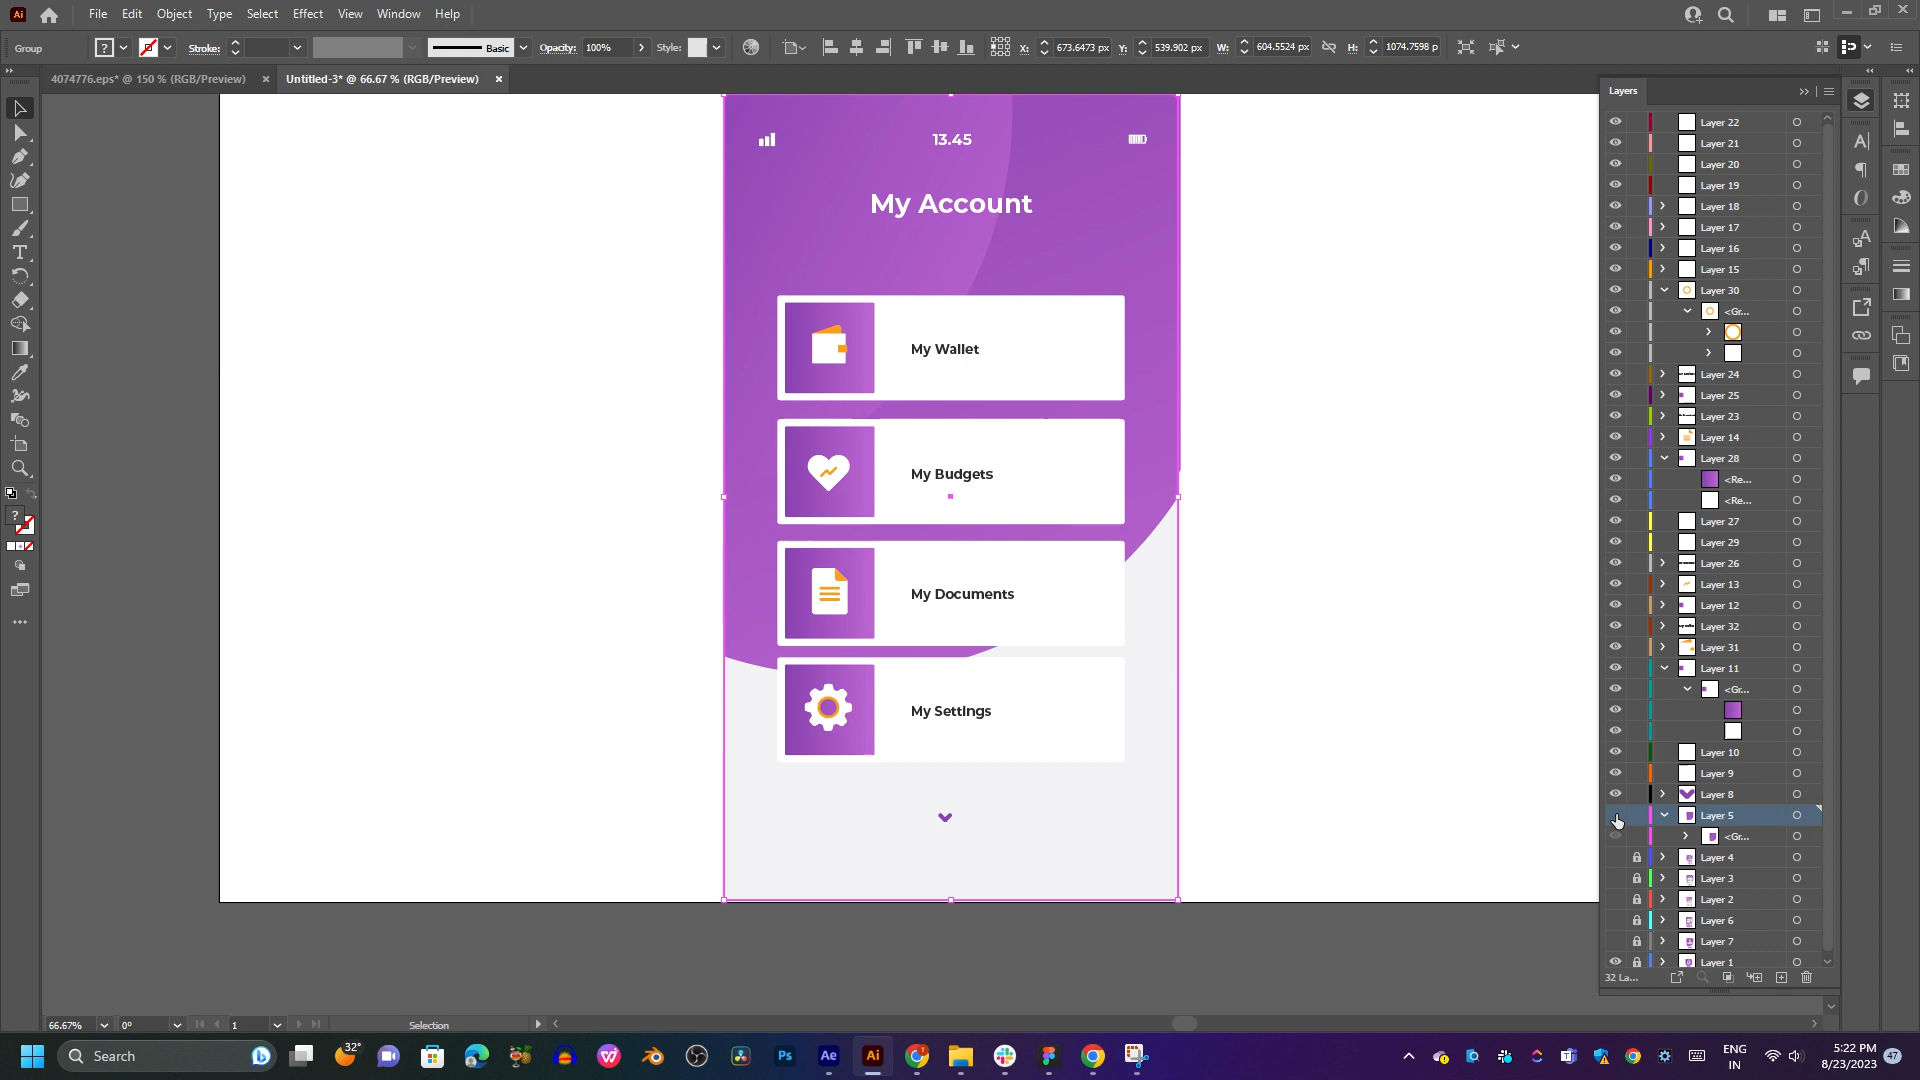 Ai File Edit Object Type Select Effect View Window Help
Group ? Stroke: Basic Opacity: 100% Style: X: 673.6473 px Y: 539.902 px W: 604.5524 px H: 1074.7598 p
4074776.eps* @ 150 % (RGB/Preview) × Untitled-3* @ 66.67 % (RGB/Preview) ×
Layers
Layer 22
Layer 21
Layer 20
Layer 19
Layer 18
Layer 17
Layer 16
Layer 15
Layer 30
<Gr...
Layer 24
Layer 25
Layer 23
Layer 14
Layer 28
<Re...
<Re...
Layer 27
Layer 29
Layer 26
Layer 13
Layer 12
Layer 32
Layer 31
Layer 11
<Gr...
Layer 10
Layer 9
Layer 8
Layer 5
<Gr...
Layer 4
Layer 3
Layer 2
Layer 6
Layer 7
Layer 1
32 La...
13.45
My Account
My Wallet
My Budgets
My Documents
My Settings
?
66.67% 0° 1 Selection
Search 32° Ps Ae Ai ENG IN 5:22 PM 8/23/2023 47